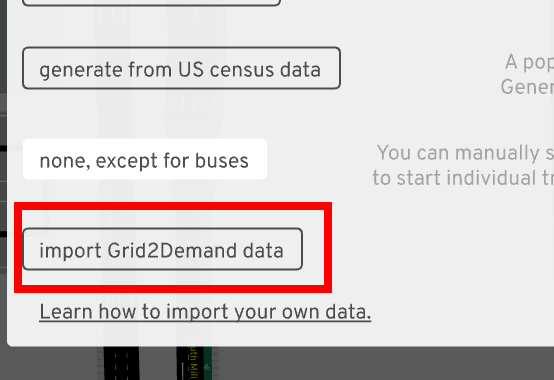 generate from US census data
A pop
Gener
none, except for buses
You can manually s
to start individual tr
import Grid2Demand data
Learn how to import your own data.